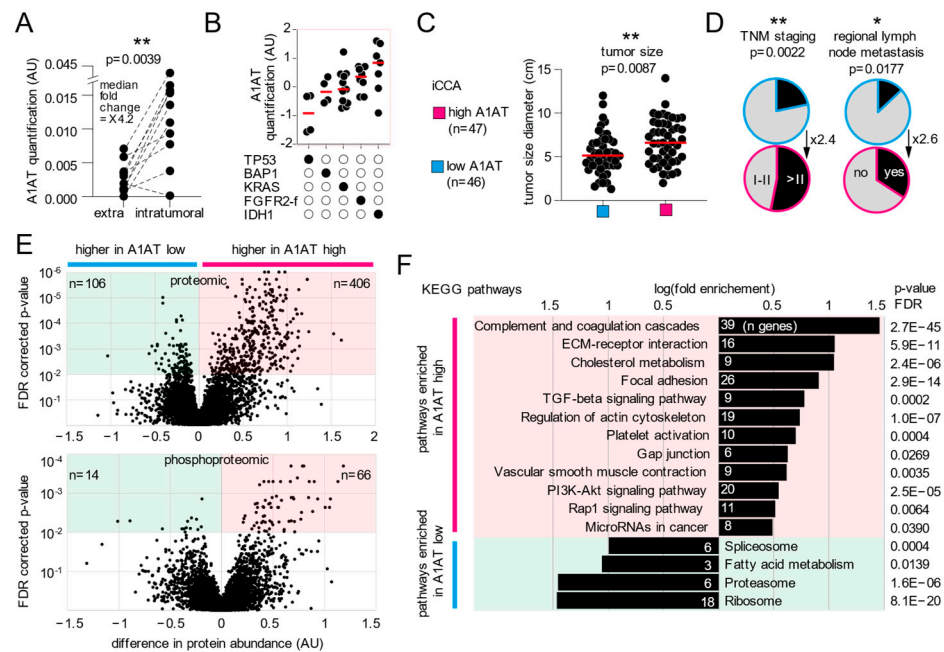 A
**
p=0.0039
A1AT quantification (AU)
0.045
0.015
0.010
0.005
0.000
median
fold
change
= X4.2
extra
intratumoral
B
A1AT
quantification (AU)
2
1
0
-1
-2
TP53
BAP1
KRAS
FGFR2-f
IDH1
C
iCCA
high A1AT
(n=47)
low A1AT
(n=46)
**
tumor size
p=0.0087
tumor size diameter (cm)
15
10
5
0
D
**
TNM staging
p=0.0022
*
regional lymph
node metastasis
p=0.0177
x2.4
x2.6
I-II
>II
no
yes
E
higher in A1AT low
higher in A1AT high
n=106
proteomic
n=406
FDR corrected p-value
10-6
10-5
10-4
10-3
10-2
10-1
−1.5
−1
−0.5
0
0.5
1
1.5
2
n=14
phosphoproteomic
n=66
FDR corrected p-value
10-4
10-3
10-2
10-1
−1.5
−1
−0.5
0
0.5
1
1.5
difference in protein abundance (AU)
F
KEGG pathways
log(fold enrichement)
p-value
FDR
1.5
1
0.5
0.5
1
1.5
pathways enriched
in A1AT high
Complement and coagulation cascades 39 (n genes) 2.7E−45
ECM-receptor interaction 16 5.9E−11
Cholesterol metabolism 9 2.4E−06
Focal adhesion 26 2.9E−14
TGF-beta signaling pathway 9 0.0002
Regulation of actin cytoskeleton 19 1.0E−07
Platelet activation 10 0.0004
Gap junction 6 0.0269
Vascular smooth muscle contraction 9 0.0035
PI3K-Akt signaling pathway 20 2.5E−05
Rap1 signaling pathway 11 0.0064
MicroRNAs in cancer 8 0.0390
pathways enriched
in A1AT low
6 Spliceosome 0.0004
3 Fatty acid metabolism 0.0139
6 Proteasome 1.6E−06
18 Ribosome 8.1E−20